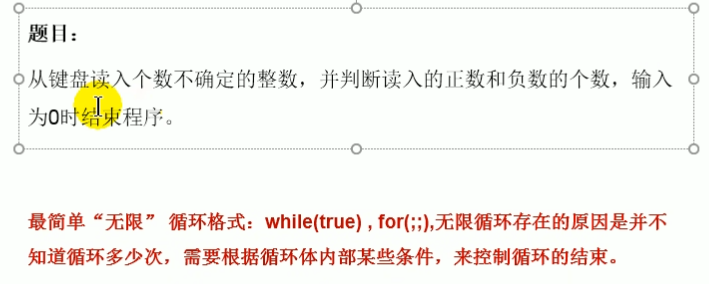 题目：
从键盘读入个数不确定的整数，并判断读入的正数和负数的个数，输入
为0时结束程序。
最简单“无限” 循环格式：while(true) , for(;;),无限循环存在的原因是并不
知道循环多少次，需要根据循环体内部某些条件，来控制循环的结束。